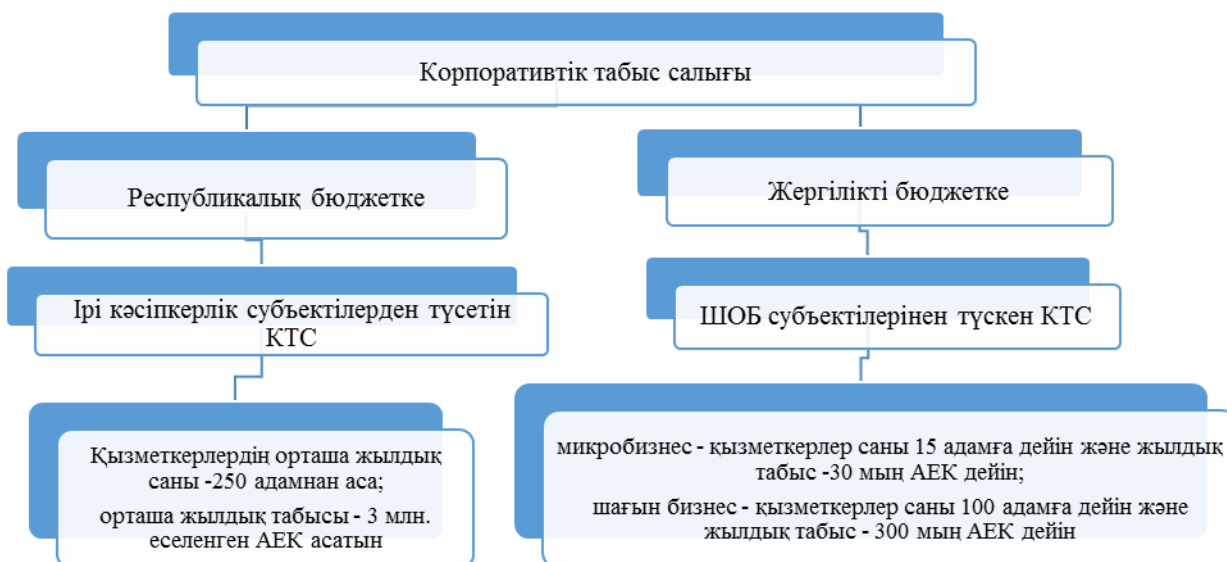 Корпоративтік табыс салығы
Республикалық бюджетке
Жергілікті бюджетке
Ірі кәсіпкерлік субъектілерден түсетін
КТС
ШОБ субъектілерінен түскен КТС
Қызметкерлердің орташа жылдық
саны -250 адамнан аса;
орташа жылдық табысы - 3 млн.
еселенген АЕК асатын
микробизнес - қызметкерлер саны 15 адамға дейін және жылдық
табыс -30 мың АЕК дейін;
шағын бизнес - қызметкерлер саны 100 адамға дейін және
жылдық табыс - 300 мың АЕК дейін